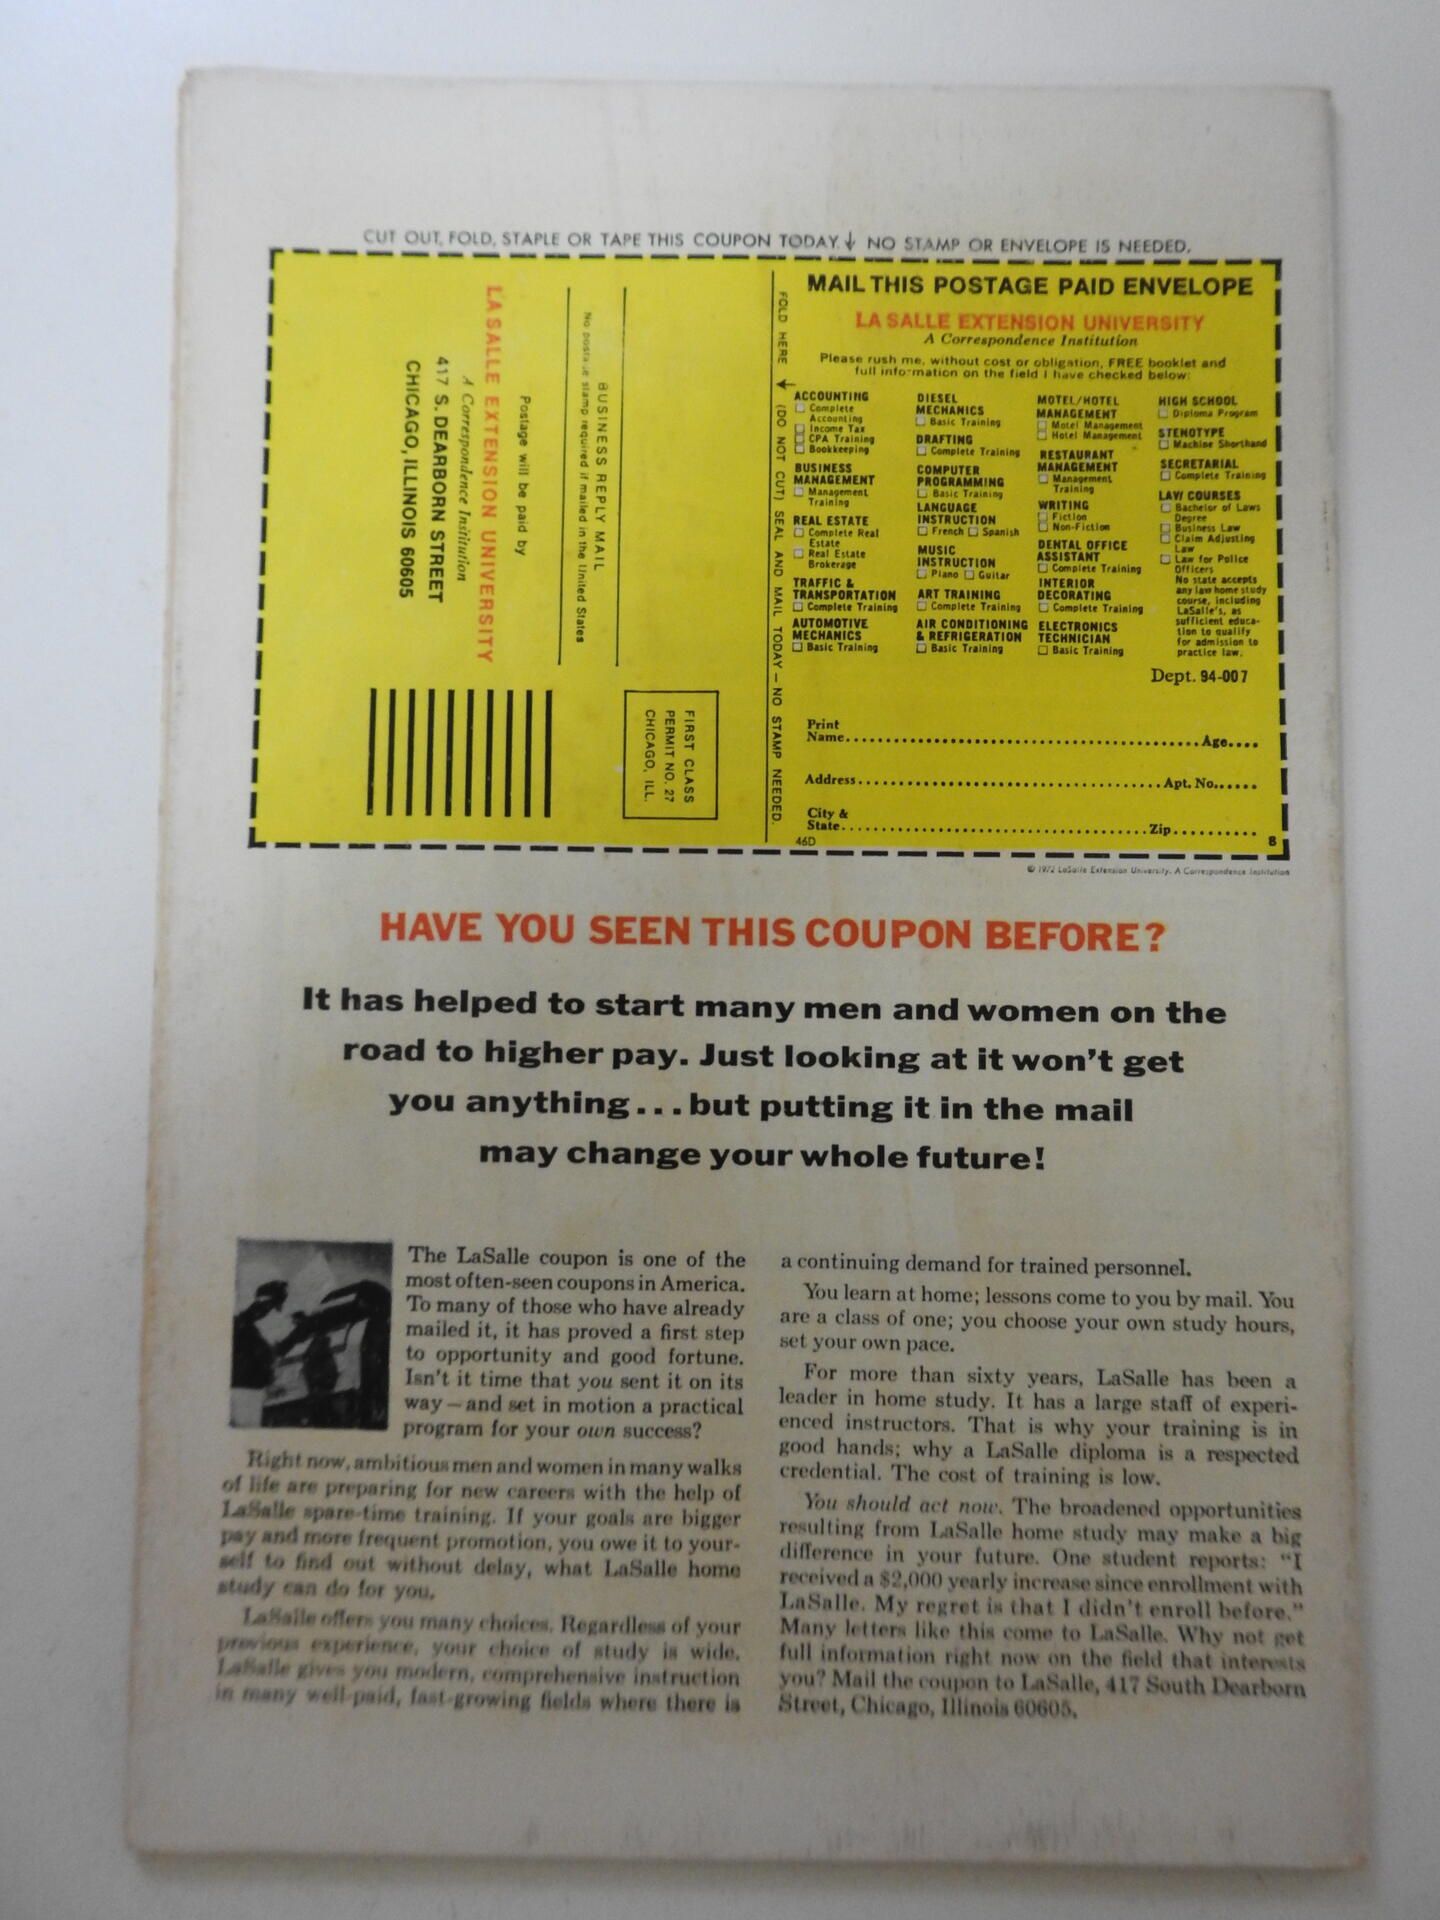 CUT OUT, FOLD, STAPLE OR TAPE THIS COUPON TODAY. NO STAMP OR ENVELOPE IS NEEDED.
LA SALLE EXTENSION UNIVERSITY
A Correspondence Institution
417 S. DEARBORN STREET
CHICAGO, ILLINOIS 60605
Postage will be paid by
BUSINESS REPLY MAIL
No postage stamp required if mailed in the United States
FIRST CLASS
PERMIT NO. 27
CHICAGO, ILL.
FOLD HERE (DO NOT CUT) SEAL AND MAIL TODAY — NO STAMP NEEDED.
MAIL THIS POSTAGE PAID ENVELOPE
LA SALLE EXTENSION UNIVERSITY
A Correspondence Institution
Please rush me, without cost or obligation, FREE booklet and
full information on the field I have checked below:
ACCOUNTING
Complete
Accounting
Income Tax
CPA Training
Bookkeeping
BUSINESS
MANAGEMENT
Management
Training
REAL ESTATE
Complete Real
Estate
Real Estate
Brokerage
TRAFFIC &
TRANSPORTATION
Complete Training
AUTOMOTIVE
MECHANICS
Basic Training
DIESEL
MECHANICS
Basic Training
DRAFTING
Complete Training
COMPUTER
PROGRAMMING
Basic Training
LANGUAGE
INSTRUCTION
French Spanish
MUSIC
INSTRUCTION
Piano Guitar
ART TRAINING
Complete Training
AIR CONDITIONING
& REFRIGERATION
Basic Training
MOTEL/HOTEL
MANAGEMENT
Motel Management
Hotel Management
RESTAURANT
MANAGEMENT
Management
Training
WRITING
Fiction
Non-Fiction
DENTAL OFFICE
ASSISTANT
Complete Training
INTERIOR
DECORATING
Complete Training
ELECTRONICS
TECHNICIAN
Basic Training
HIGH SCHOOL
Diploma Program
STENOTYPE
Machine Shorthand
SECRETARIAL
Complete Training
LAW COURSES
Bachelor of Laws
Degree
Business Law
Claim Adjusting
Law
Law for Police
Officers
No state accepts
any law home study
course, including
LaSalle's, as
sufficient educa-
tion to qualify
for admission to
practice law.
Dept. 94-007
Print
Name........Age....
Address........Apt. No......
City &
State........Zip..........
46D 8
© 1972 LaSalle Extension University. A Correspondence Institution
HAVE YOU SEEN THIS COUPON BEFORE?
It has helped to start many men and women on the
road to higher pay. Just looking at it won't get
you anything...but putting it in the mail
may change your whole future!
The LaSalle coupon is one of the
most often-seen coupons in America.
To many of those who have already
mailed it, it has proved a first step
to opportunity and good fortune.
Isn't it time that you sent it on its
way — and set in motion a practical
program for your own success?
Right now, ambitious men and women in many walks
of life are preparing for new careers with the help of
LaSalle spare-time training. If your goals are bigger
pay and more frequent promotion, you owe it to your-
self to find out without delay, what LaSalle home
study can do for you.
LaSalle offers you many choices. Regardless of your
previous experience, your choice of study is wide.
LaSalle gives you modern, comprehensive instruction
in many well-paid, fast-growing fields where there is
a continuing demand for trained personnel.
You learn at home; lessons come to you by mail. You
are a class of one; you choose your own study hours,
set your own pace.
For more than sixty years, LaSalle has been a
leader in home study. It has a large staff of experi-
enced instructors. That is why your training is in
good hands; why a LaSalle diploma is a respected
credential. The cost of training is low.
You should act now. The broadened opportunities
resulting from LaSalle home study may make a big
difference in your future. One student reports: "I
received a $2,000 yearly increase since enrollment with
LaSalle. My regret is that I didn't enroll before."
Many letters like this come to LaSalle. Why not get
full information right now on the field that interests
you? Mail the coupon to LaSalle, 417 South Dearborn
Street, Chicago, Illinois 60605.